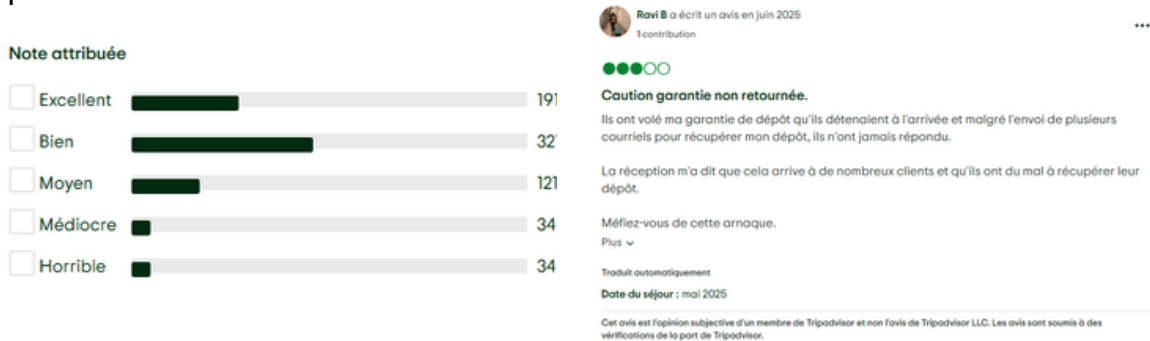 Note attribuée
Excellent 191
Bien
Moyen 121
Médiocre 34
Horrible 34
Ravi B a écrit un avis en juin 2025
1 contribution
Caution garantie non retournée.
Ils ont volé ma garantie de dépôt qu'ils détenaient à l'arrivée et malgré l'envoi de plusieurs
courriels pour récupérer mon dépôt, ils n'ont jamais répondu.
La réception m'a dit que cela arrive à de nombreux clients et qu'ils ont du mal à récupérer leur
dépôt.
Méfiez-vous de cette arnaque.
Plus
Traduit automatiquement
Date du séjour : mai 2025
Cet avis est l'opinion subjective d'un membre de Tripadvisor et non l'avis de Tripadvisor LLC. Les avis sont soumis à des
vérifications de la part de Tripadvisor.